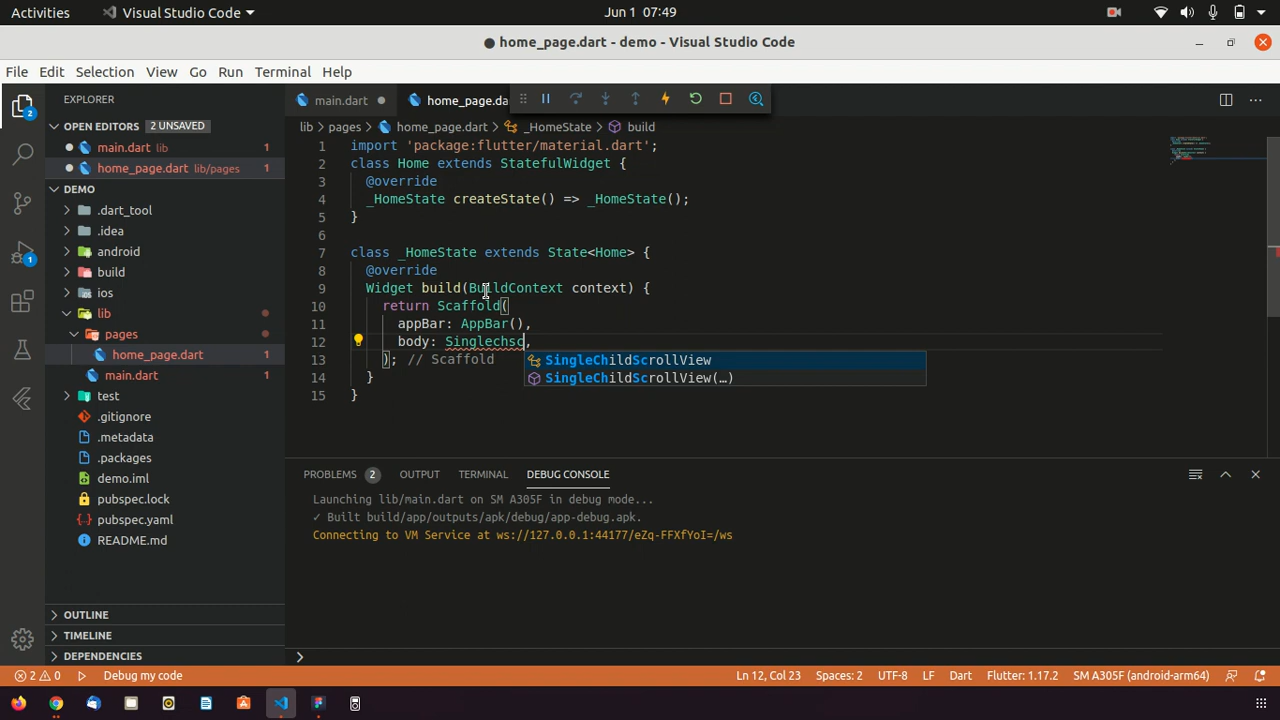 Activities Visual Studio Code Jun 1 07:49
● home_page.dart - demo - Visual Studio Code
File Edit Selection View Go Run Terminal Help
EXPLORER
main.dart
home_page.da
OPEN EDITORS 2 UNSAVED
lib › pages › home_page.dart › _HomeState › build
main.dart lib 1
home_page.dart lib/pages 1
DEMO
.dart_tool
.idea
android
build
ios
lib
pages
home_page.dart 1
main.dart 1
test
.gitignore
.metadata
.packages
demo.iml
pubspec.lock
pubspec.yaml
README.md
OUTLINE
TIMELINE
DEPENDENCIES
2
1
1 import 'package:flutter/material.dart';
2 class Home extends StatefulWidget {
3 @override
4 _HomeState createState() => _HomeState();
5 }
6
7 class _HomeState extends State<Home> {
8 @override
9 Widget build(BuildContext context) {
10 return Scaffold(
11 appBar: AppBar(),
12 body: Singlechsc,
13 ); // Scaffold
14 }
15 }
SingleChildScrollView
SingleChildScrollView(…)
PROBLEMS 2 OUTPUT TERMINAL DEBUG CONSOLE
Launching lib/main.dart on SM A305F in debug mode...
✓ Built build/app/outputs/apk/debug/app-debug.apk.
Connecting to VM Service at ws://127.0.0.1:44177/eZq-FFXfYoI=/ws
2 0 Debug my code Ln 12, Col 23 Spaces: 2 UTF-8 LF Dart Flutter: 1.17.2 SM A305F (android-arm64)